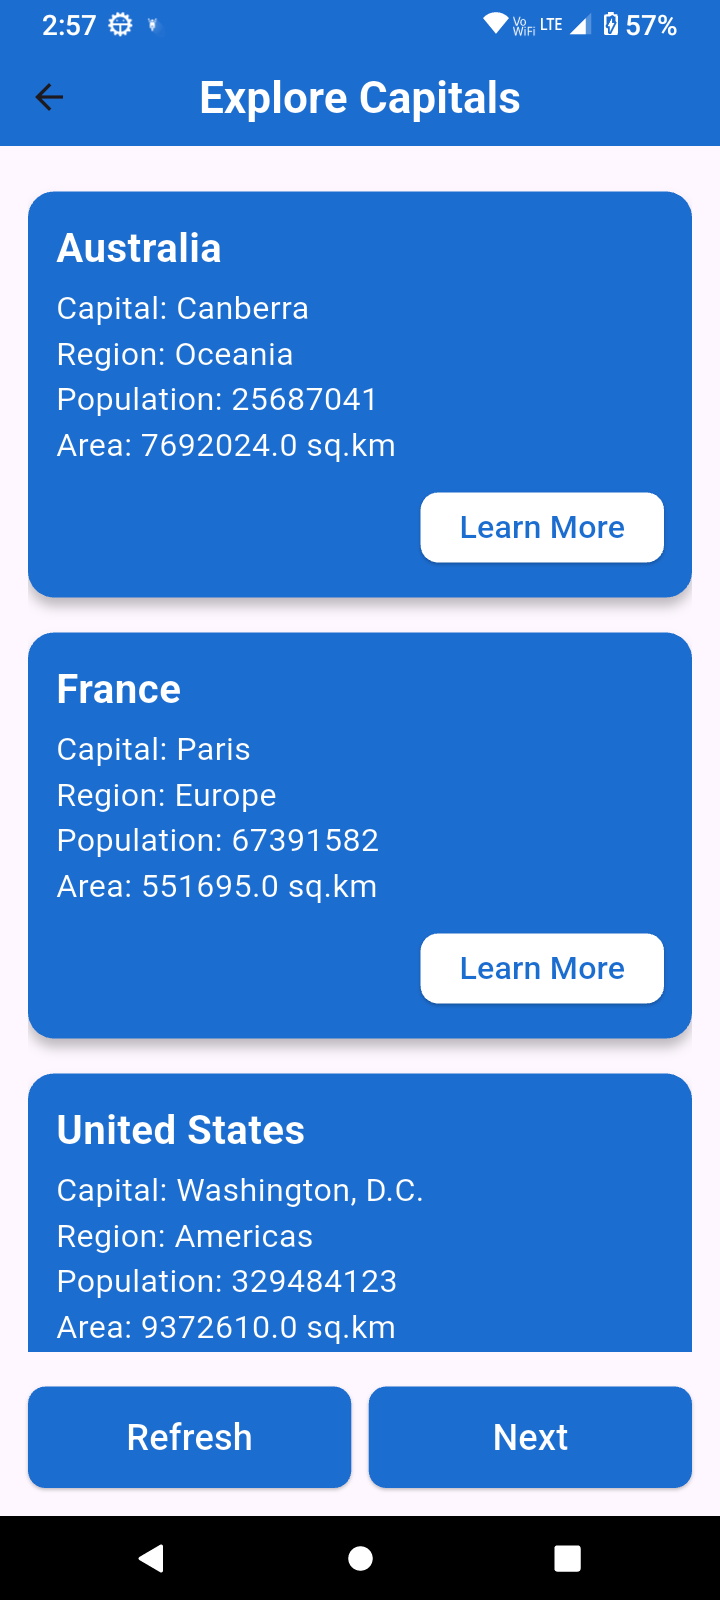 2:57 Vo WiFi LTE 57%
Explore Capitals
Australia
Capital: Canberra
Region: Oceania
Population: 25687041
Area: 7692024.0 sq.km
Learn More
France
Capital: Paris
Region: Europe
Population: 67391582
Area: 551695.0 sq.km
Learn More
United States
Capital: Washington, D.C.
Region: Americas
Population: 329484123
Area: 9372610.0 sq.km
Refresh Next